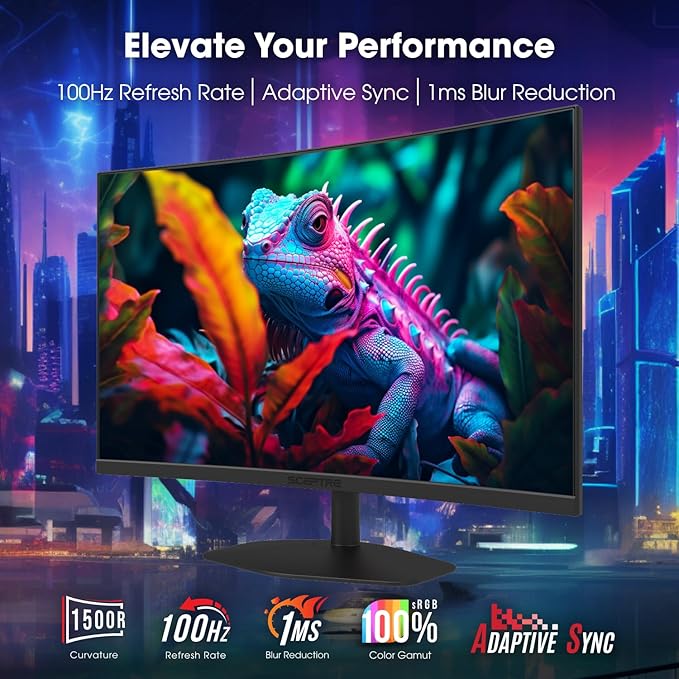 Elevate Your Performance
100Hz Refresh Rate | Adaptive Sync | 1ms Blur Reduction
SCEPTRE
1500R
Curvature
100Hz
Refresh Rate
1MS
Blur Reduction
sRGB
100%
Color Gamut
ADAPTIVE SYNC